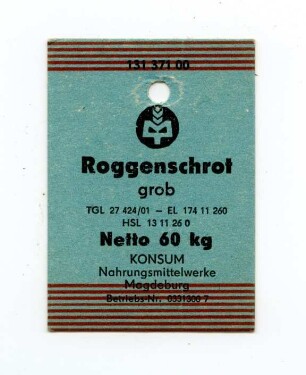 131 371 00
Roggenschrot
grob
TGL 27 424/01 – EL 174 11 260
HSL 13 11 26 0
Netto 60 kg
KONSUM
Nahrungsmittelwerke
Magdeburg
Betriebs-Nr. 0331300 7